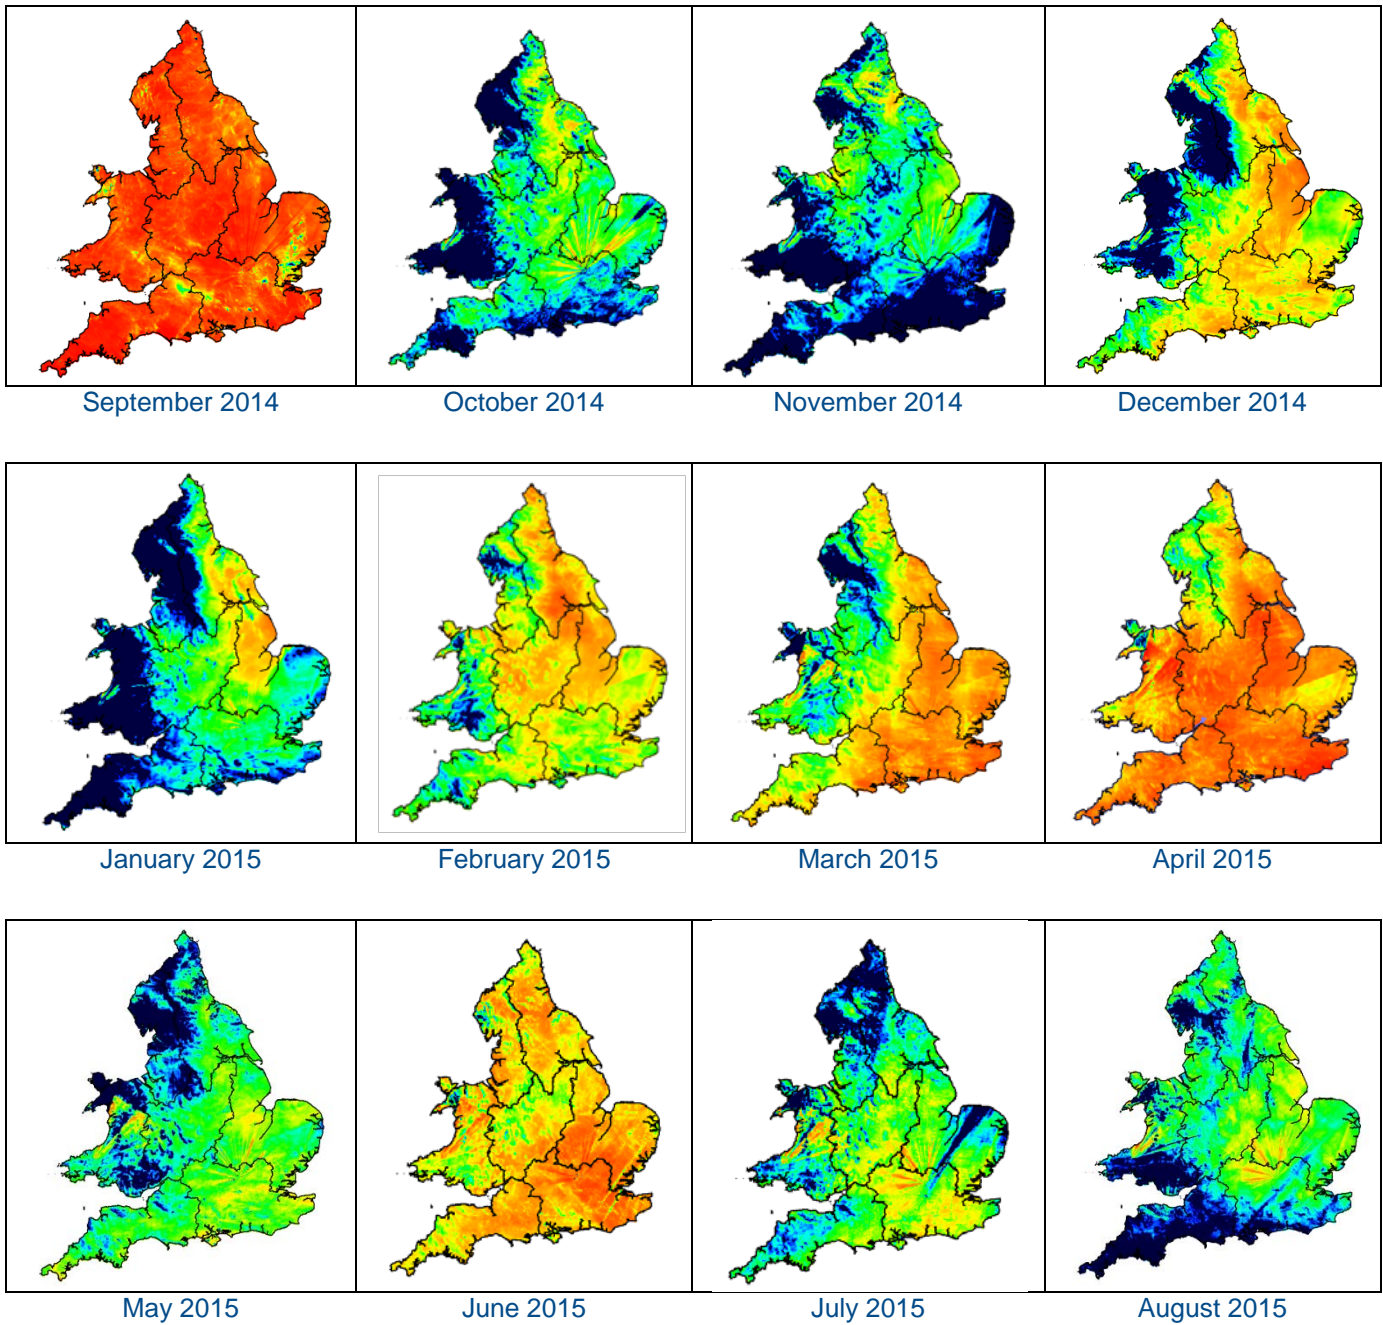 September 2014
October 2014
November 2014
December 2014
January 2015
February 2015
March 2015
April 2015
May 2015
June 2015
July 2015
August 2015